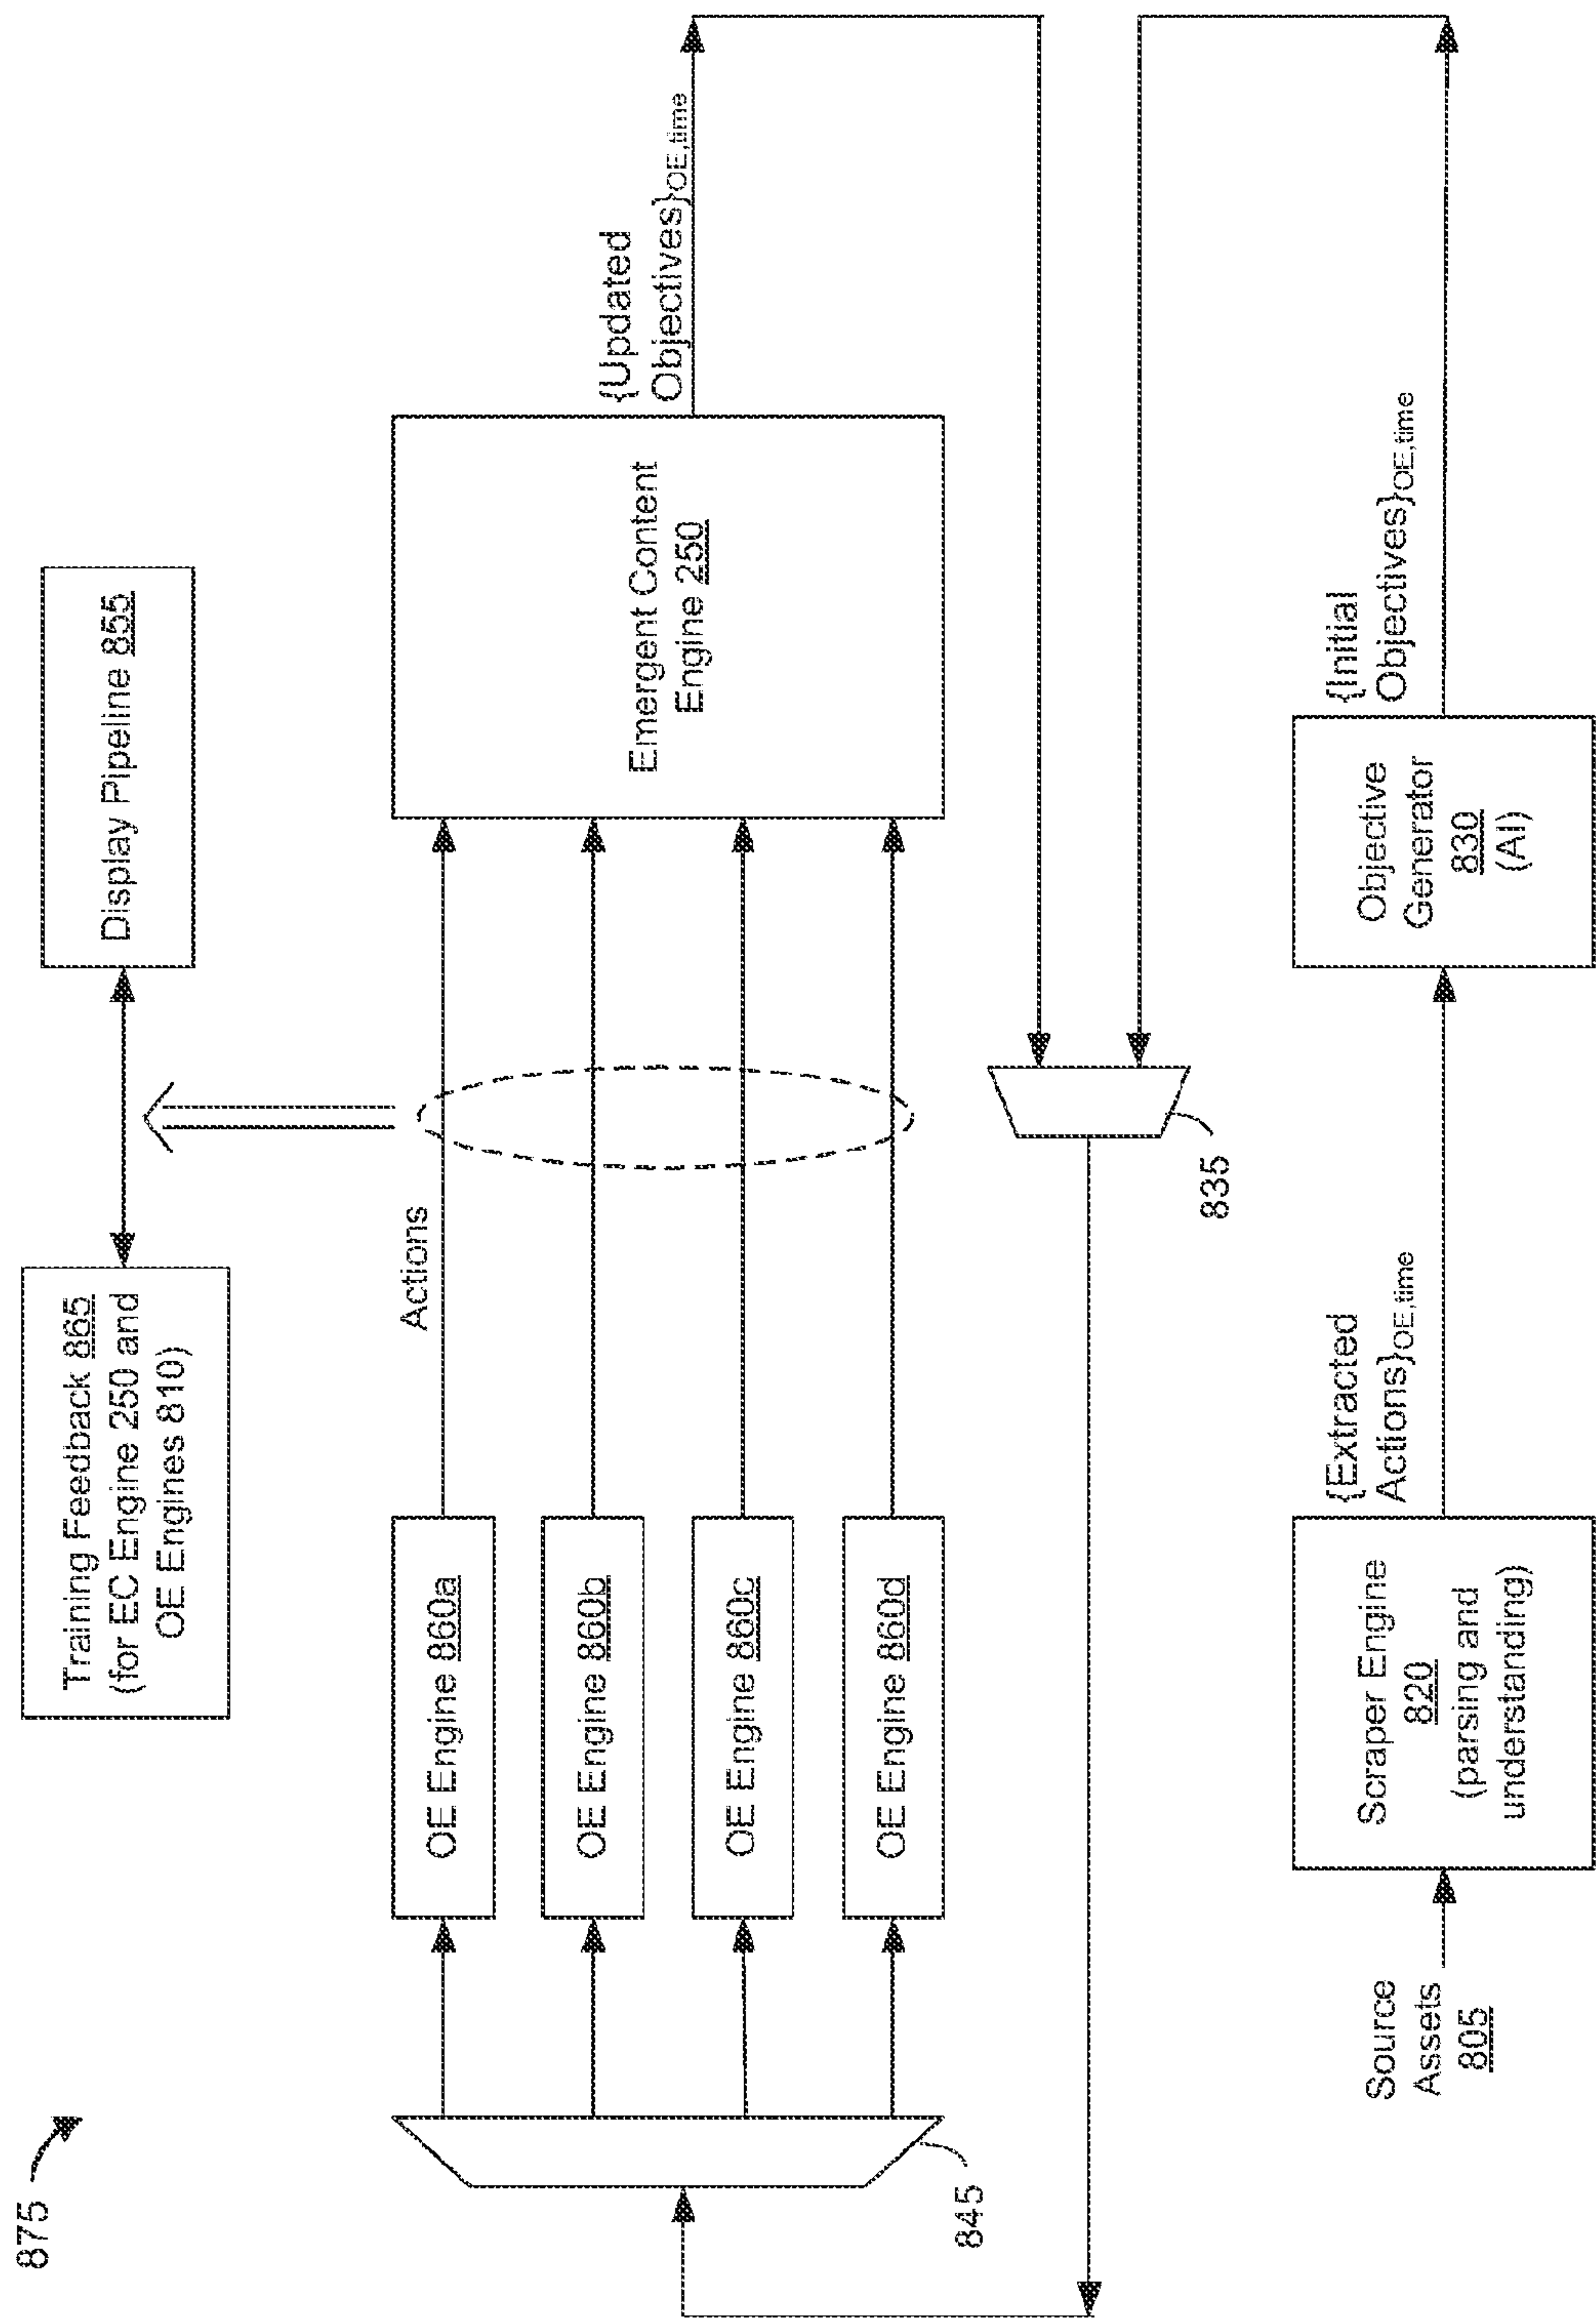 875
Training Feedback 865
(for EC Engine 250 and
OE Engines 810)
Display Pipeline 855
Actions
OE Engine 860a
OE Engine 860b
OE Engine 860c
OE Engine 860d
Emergent Content
Engine 250
{Updated
Objectives}OE,time
845
835
Source
Assets
805
Scraper Engine
820
(parsing and
understanding)
{Extracted
Actions}OE,time
Objective
Generator
830
(AI)
{Initial
Objectives}OE,time